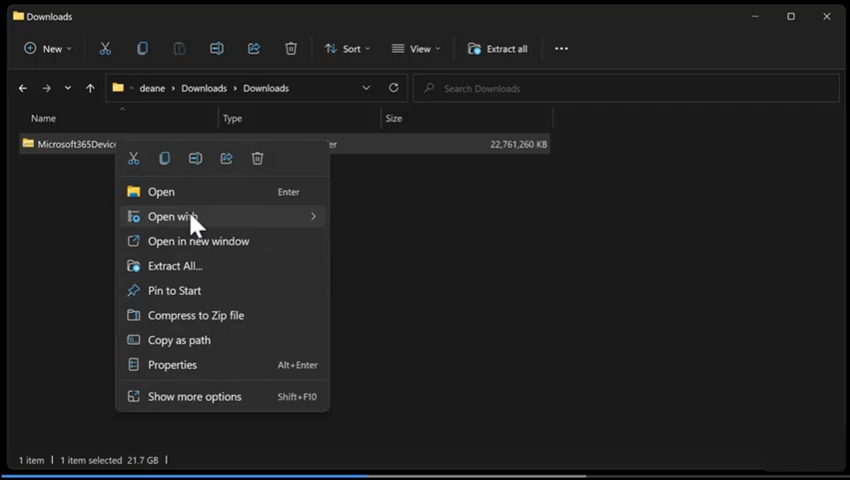 Downloads
New
Sort
View
Extract all
deane > Downloads > Downloads
Search Downloads
Name
Type
Size
Microsoft365Device
er
22,761,260 KB
Open Enter
Open with
Open in new window
Extract All...
Pin to Start
Compress to Zip file
Copy as path
Properties Alt+Enter
Show more options Shift+F10
1 item | 1 item selected 21.7 GB |